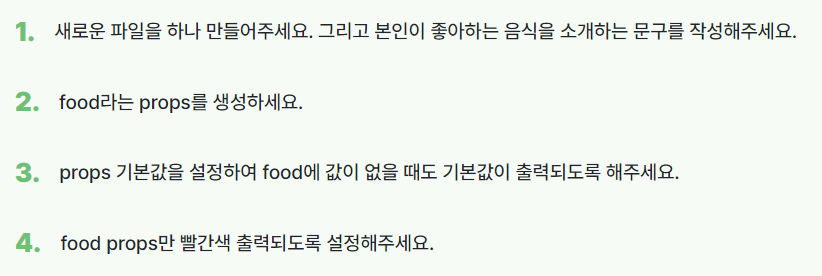 1. 새로운 파일을 하나 만들어주세요. 그리고 본인이 좋아하는 음식을 소개하는 문구를 작성해주세요.
2. food라는 props를 생성하세요.
3. props 기본값을 설정하여 food에 값이 없을 때도 기본값이 출력되도록 해주세요.
4. food props만 빨간색 출력되도록 설정해주세요.